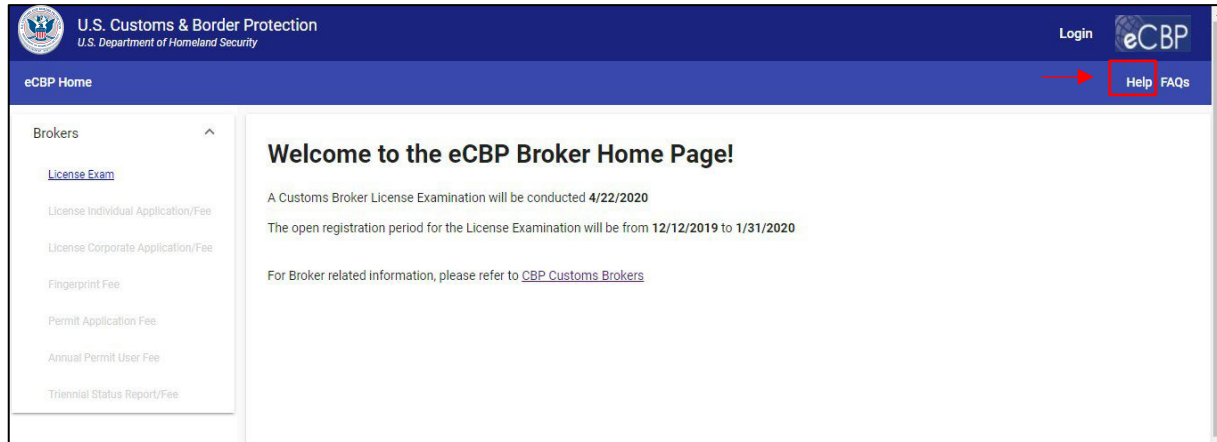 U.S. Customs & Border Protection
U.S. Department of Homeland Security
Login
eCBP
eCBP Home
Help
FAQs
Brokers
License Exam
License Individual Application/Fee
License Corporate Application/Fee
Fingerprint Fee
Permit Application Fee
Annual Permit User Fee
Triennial Status Report/Fee
Welcome to the eCBP Broker Home Page!
A Customs Broker License Examination will be conducted 4/22/2020
The open registration period for the License Examination will be from 12/12/2019 to 1/31/2020
For Broker related information, please refer to CBP Customs Brokers